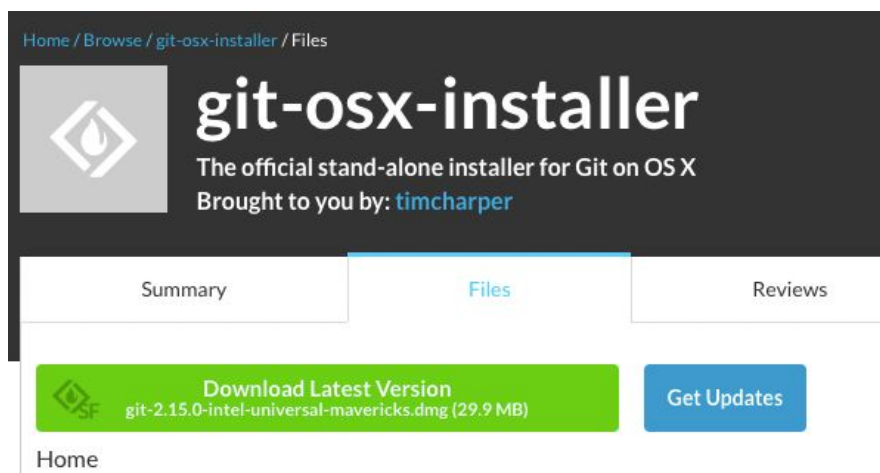 Home / Browse / git-osx-installer / Files
git-osx-installer
The official stand-alone installer for Git on OS X
Brought to you by: timcharper
Summary Files Reviews
Download Latest Version
SF git-2.15.0-intel-universal-mavericks.dmg (29.9 MB)
Get Updates
Home